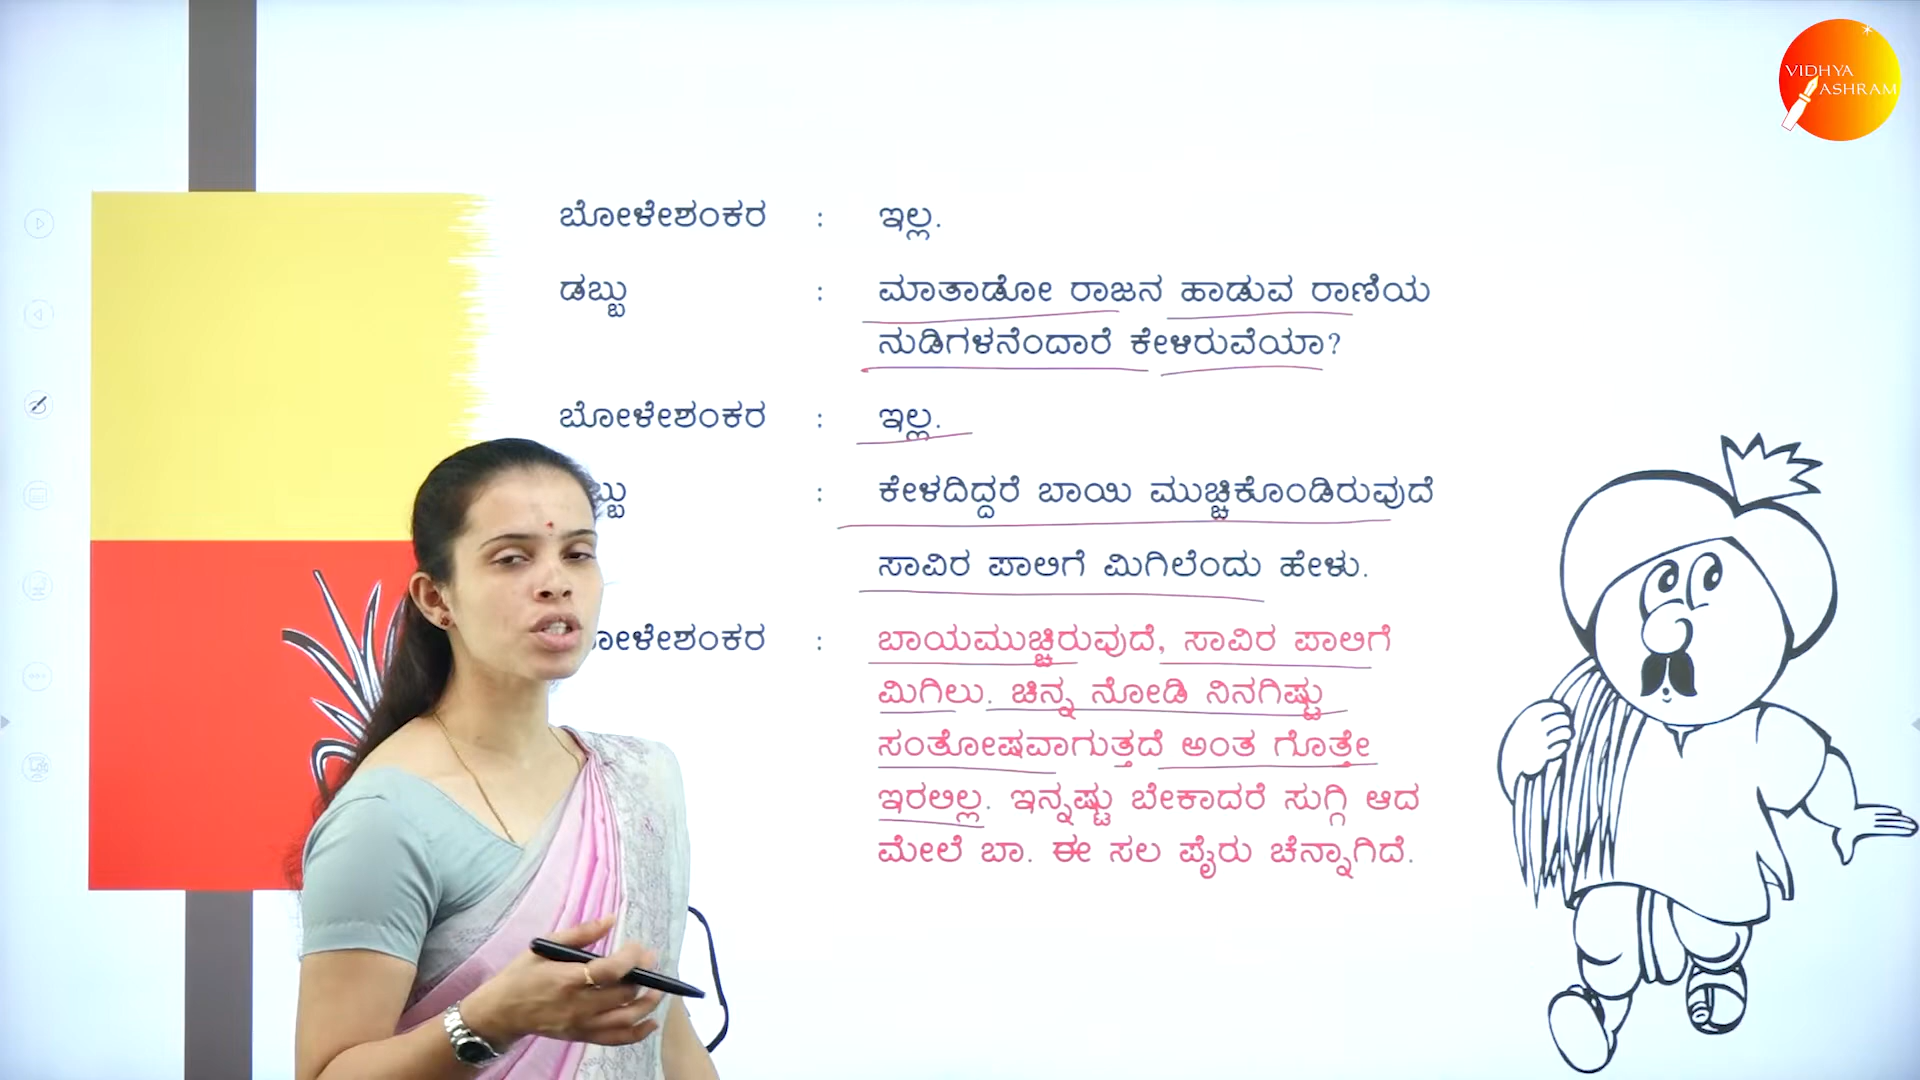 VIDHYA
ASHRAM
ಬೋಳೇಶಂಕರ : ಇಲ್ಲ.
ಡಬ್ಬು : ಮಾತಾಡೋ ರಾಜನ ಹಾಡುವ ರಾಣಿಯ
ನುಡಿಗಳನೆಂದಾರೆ ಕೇಳಿರುವೆಯಾ?
ಬೋಳೇಶಂಕರ : ಇಲ್ಲ.
: ಕೇಳದಿದ್ದರೆ ಬಾಯಿ ಮುಚ್ಚಿಕೊಂಡಿರುವುದೆ
ಸಾವಿರ ಪಾಲಿಗೆ ಮಿಗಿಲೆಂದು ಹೇಳು.
: ಬಾಯಮುಚ್ಚಿರುವುದೆ, ಸಾವಿರ ಪಾಲಿಗೆ
ಮಿಗಿಲು. ಚಿನ್ನ ನೋಡಿ ನಿನಗಿಷ್ಟು
ಸಂತೋಷವಾಗುತ್ತದೆ ಅಂತ ಗೊತ್ತೇ
ಇರಲಿಲ್ಲ. ಇನ್ನಷ್ಟು ಬೇಕಾದರೆ ಸುಗ್ಗಿ ಆದ
ಮೇಲೆ ಬಾ. ಈ ಸಲ ಪೈರು ಚೆನ್ನಾಗಿದೆ.